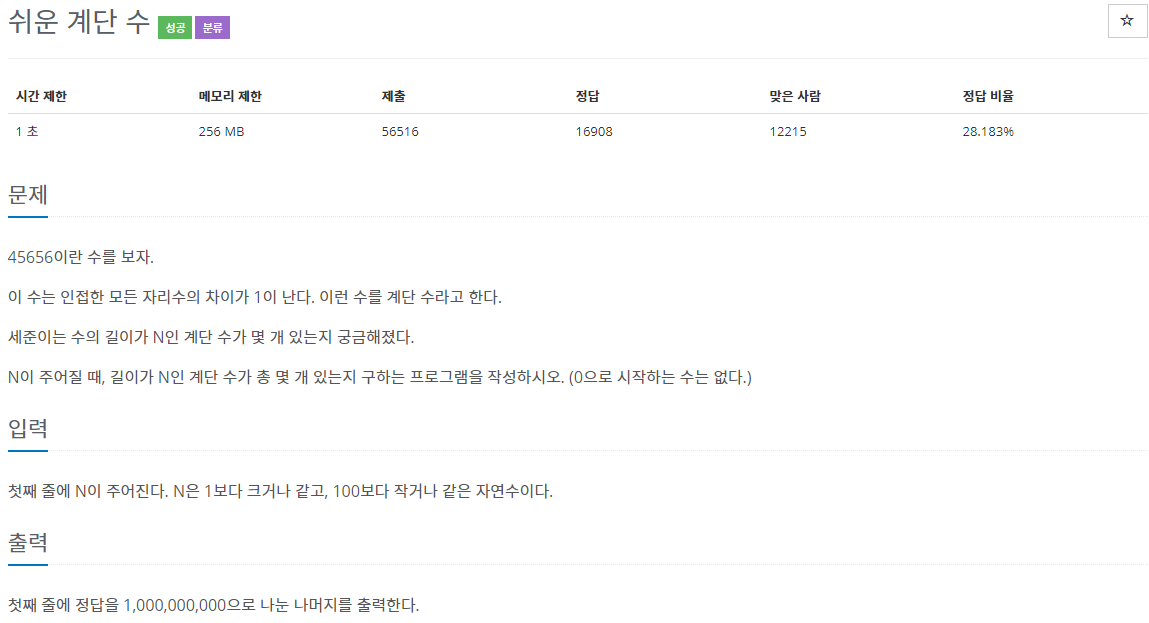 쉬운 계단 수 성공 분류
☆
시간 제한 메모리 제한 제출 정답 맞은 사람 정답 비율
1 초 256 MB 56516 16908 12215 28.183%
문제
45656이란 수를 보자.
이 수는 인접한 모든 자리수의 차이가 1이 난다. 이런 수를 계단 수라고 한다.
세준이는 수의 길이가 N인 계단 수가 몇 개 있는지 궁금해졌다.
N이 주어질 때, 길이가 N인 계단 수가 총 몇 개 있는지 구하는 프로그램을 작성하시오. (0으로 시작하는 수는 없다.)
입력
첫째 줄에 N이 주어진다. N은 1보다 크거나 같고, 100보다 작거나 같은 자연수이다.
출력
첫째 줄에 정답을 1,000,000,000으로 나눈 나머지를 출력한다.